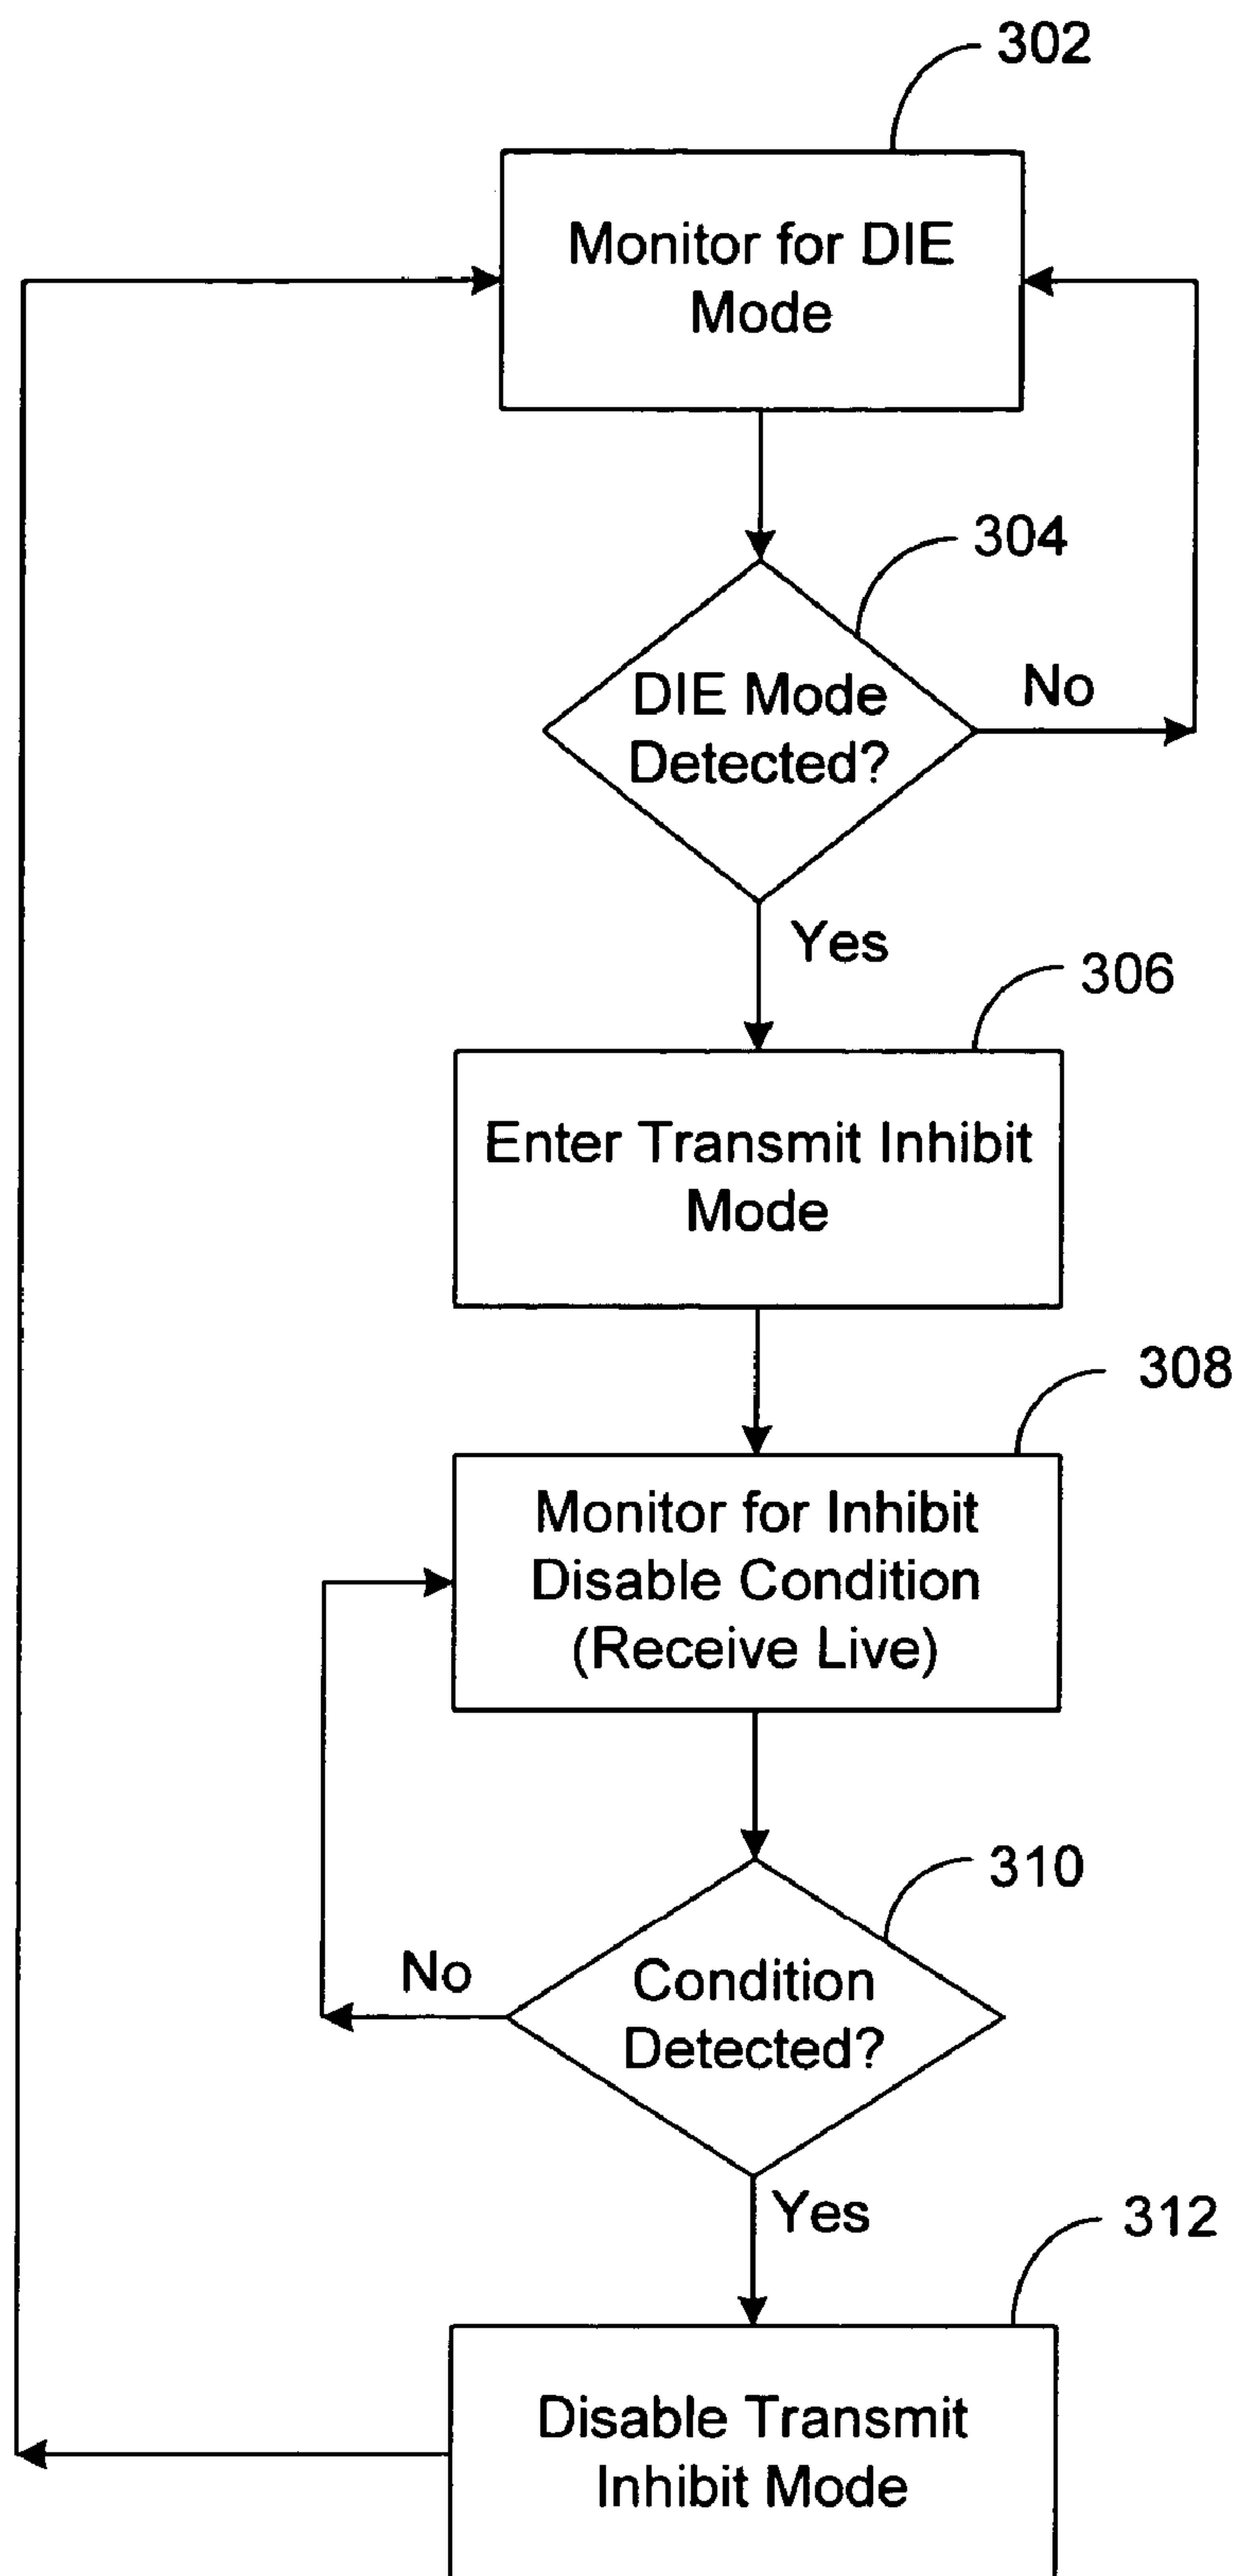 302
Monitor for DIE
Mode
304
DIE Mode
Detected?
No
Yes
306
Enter Transmit Inhibit
Mode
308
Monitor for Inhibit
Disable Condition
(Receive Live)
310
Condition
Detected?
No
Yes
312
Disable Transmit
Inhibit Mode